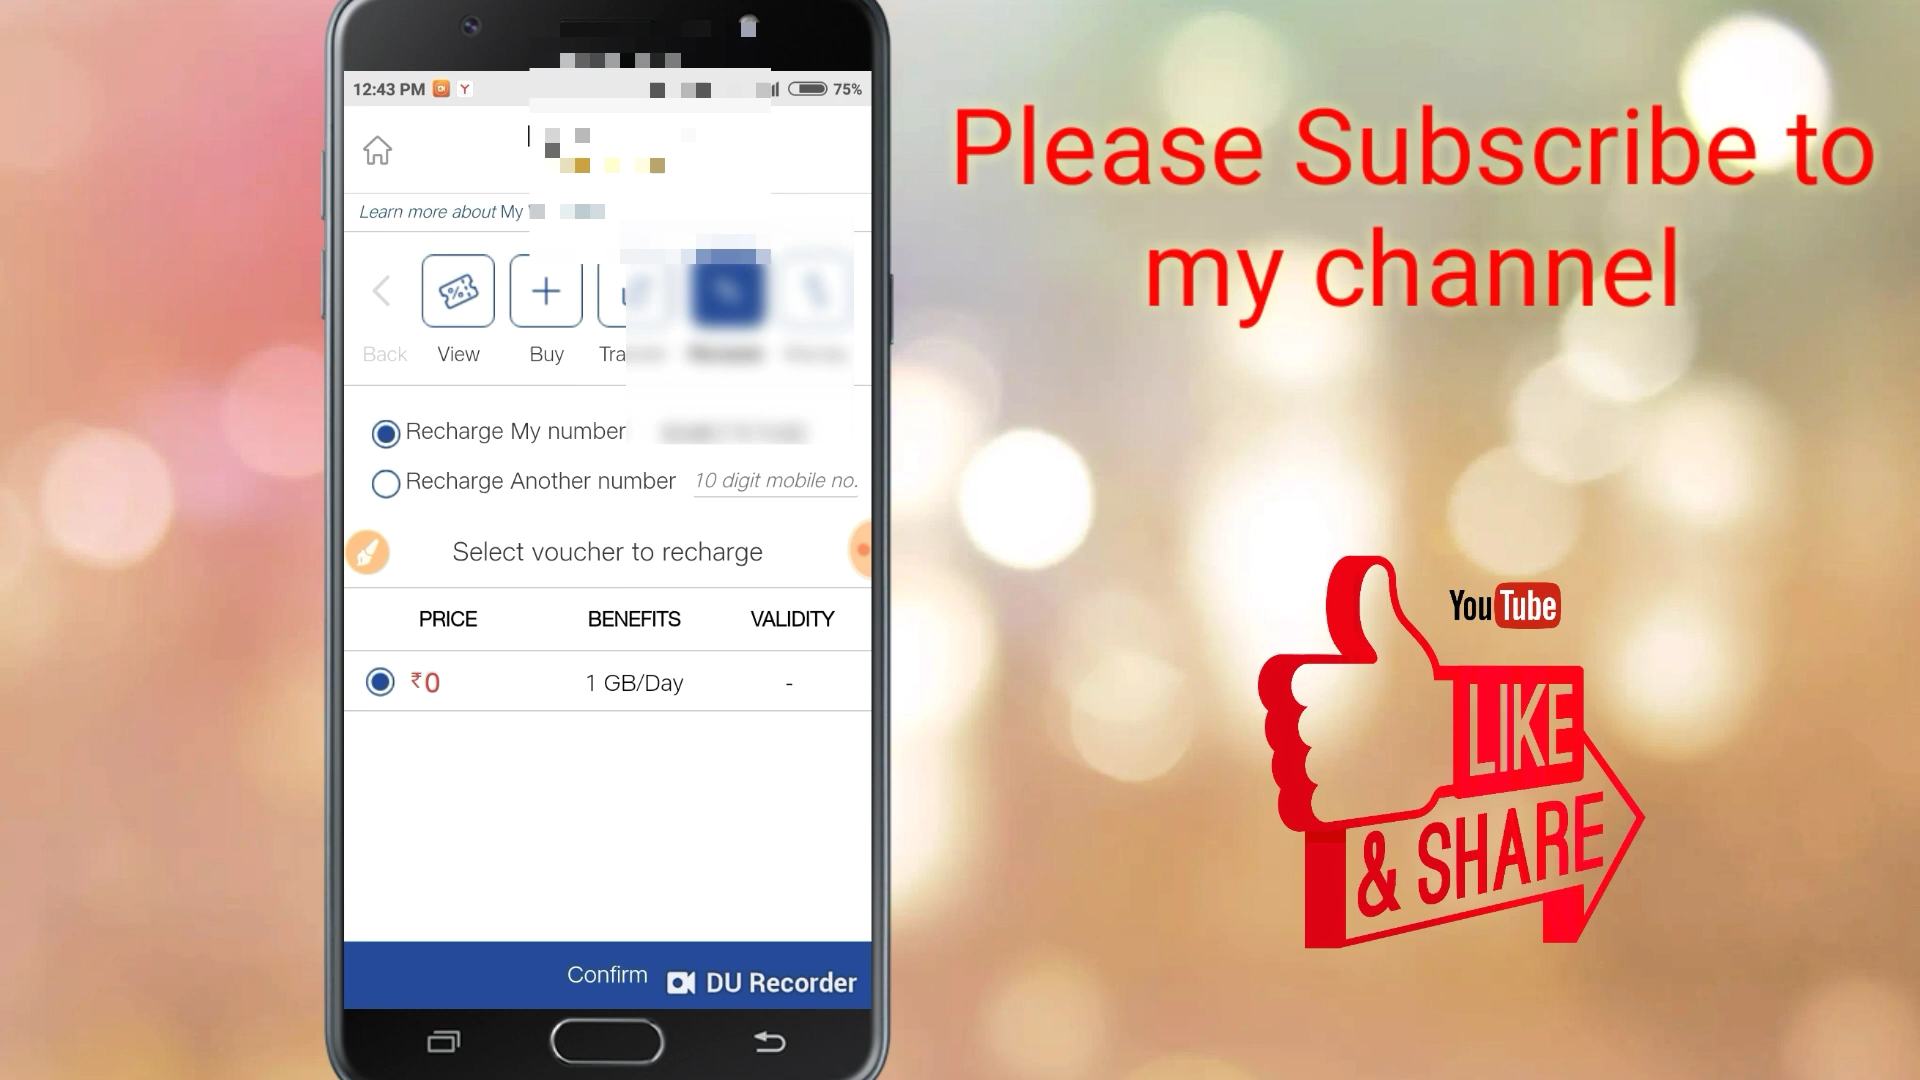 12:43 PM
75%
Learn more about My
Back
View
Buy
Tra
Recharge My number
Recharge Another number 10 digit mobile no.
Select voucher to recharge
PRICE BENEFITS VALIDITY
₹0 1 GB/Day -
Confirm
DU Recorder
Please Subscribe to
my channel
YouTube
LIKE
& SHARE